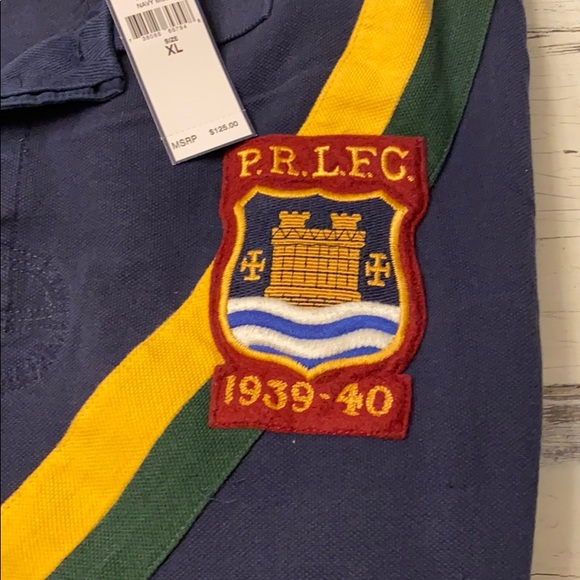 NAVY
SIZE
XL
MSRP $125.00
P.R.L.F.C.
1939-40